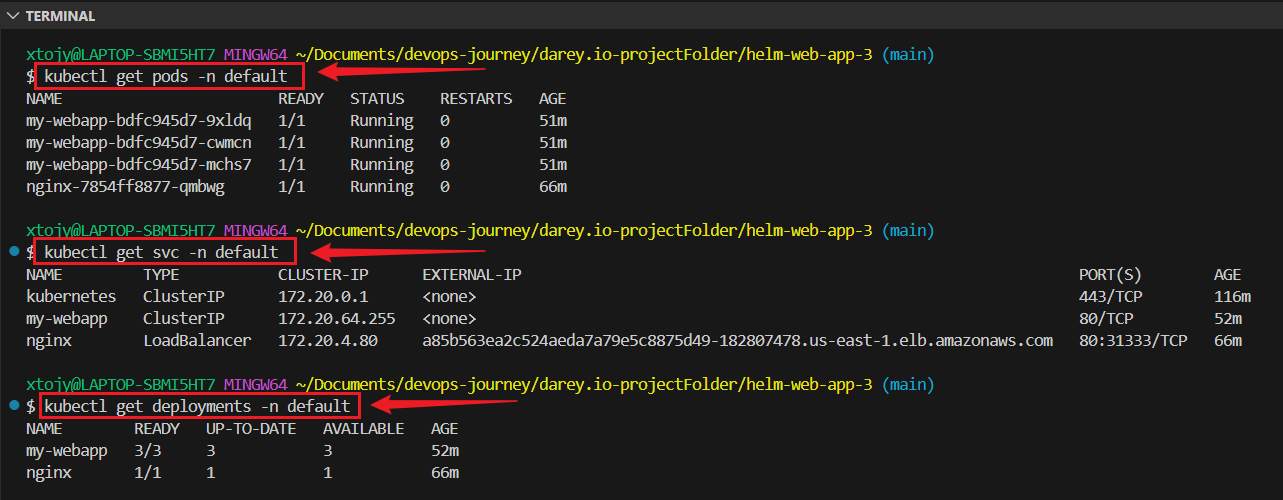 TERMINAL
xtojy@LAPTOP-SBMI5HT7 MINGW64 ~/Documents/devops-journey/darey.io-projectFolder/helm-web-app-3 (main)
$ kubectl get pods -n default
NAME READY STATUS RESTARTS AGE
my-webapp-bdfc945d7-9xldq 1/1 Running 0 51m
my-webapp-bdfc945d7-cwmcn 1/1 Running 0 51m
my-webapp-bdfc945d7-mchs7 1/1 Running 0 51m
nginx-7854ff8877-qmbwg 1/1 Running 0 66m
xtojy@LAPTOP-SBMI5HT7 MINGW64 ~/Documents/devops-journey/darey.io-projectFolder/helm-web-app-3 (main)
$ kubectl get svc -n default
NAME TYPE CLUSTER-IP EXTERNAL-IP PORT(S) AGE
kubernetes ClusterIP 172.20.0.1 <none> 443/TCP 116m
my-webapp ClusterIP 172.20.64.255 <none> 80/TCP 52m
nginx LoadBalancer 172.20.4.80 a85b563ea2c524aeda7a79e5c8875d49-182807478.us-east-1.elb.amazonaws.com 80:31333/TCP 66m
xtojy@LAPTOP-SBMI5HT7 MINGW64 ~/Documents/devops-journey/darey.io-projectFolder/helm-web-app-3 (main)
$ kubectl get deployments -n default
NAME READY UP-TO-DATE AVAILABLE AGE
my-webapp 3/3 3 3 52m
nginx 1/1 1 1 66m